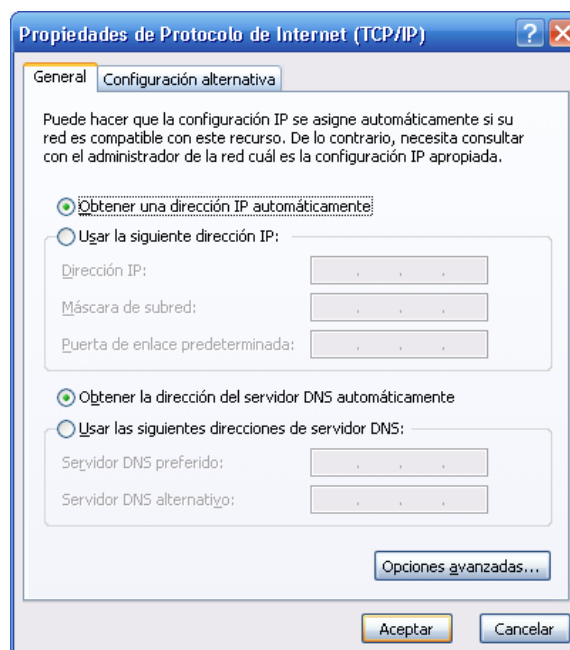 Propiedades de Protocolo de Internet (TCP/IP)
General
Configuración alternativa
Puede hacer que la configuración IP se asigne automáticamente si su
red es compatible con este recurso. De lo contrario, necesita consultar
con el administrador de la red cuál es la configuración IP apropiada.
Obtener una dirección IP automáticamente
Usar la siguiente dirección IP:
Dirección IP:
Máscara de subred:
Puerta de enlace predeterminada:
Obtener la dirección del servidor DNS automáticamente
Usar las siguientes direcciones de servidor DNS:
Servidor DNS preferido:
Servidor DNS alternativo:
Opciones avanzadas...
Aceptar
Cancelar